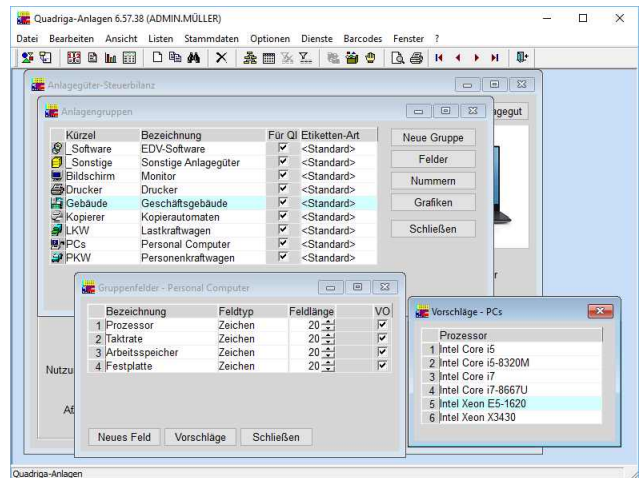 Quadriga-Anlagen 6.57.38 (ADMIN.MÜLLER)
Datei Bearbeiten Ansicht Listen Stammdaten Optionen Dienste Barcodes Fenster ?
Anlagegüter-Steuerbilanz
Anlagengruppen
agegut
Kürzel Bezeichnung Für QI Etiketten-Art
_Software EDV-Software <Standard>
_Sonstige Sonstige Anlagegüter <Standard>
Bildschirm Monitor <Standard>
Drucker Drucker <Standard>
Gebäude Geschäftsgebäude <Standard>
Kopierer Kopierautomaten <Standard>
LKW Lastkraftwagen <Standard>
PCs Personal Computer <Standard>
PKW Personenkraftwagen <Standard>
Neue Gruppe
Felder
Nummern
Grafiken
Schließen
r
Gruppenfelder - Personal Computer
Bezeichnung Feldtyp Feldlänge VO
1 Prozessor Zeichen 20
2 Taktrate Zeichen 20
3 Arbeitsspeicher Zeichen 20
4 Festplatte Zeichen 20
Neues Feld Vorschläge Schließen
Nutzu
Af
Vorschläge - PCs
Prozessor
1 Intel Core i5
2 Intel Core i5-8320M
3 Intel Core i7
4 Intel Core i7-8667U
5 Intel Xeon E5-1620
6 Intel Xeon X3430
Quadriga-Anlagen